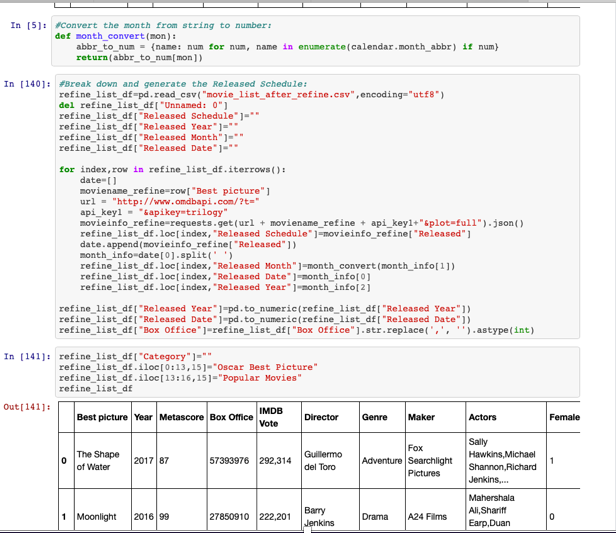 In [5]: #Convert the month from string to number:
def month_convert(mon):
    abbr_to_num = {name: num for num, name in enumerate(calendar.month_abbr) if num}
    return(abbr_to_num[mon])
In [140]: #Break down and generate the Released Schedule:
refine_list_df=pd.read_csv("movie_list_after_refine.csv",encoding="utf8")
del refine_list_df["Unnamed: 0"]
refine_list_df["Released Schedule"]=""
refine_list_df["Released Year"]=""
refine_list_df["Released Month"]=""
refine_list_df["Released Date"]=""
for index,row in refine_list_df.iterrows():
    date=[]
    moviename_refine=row["Best picture"]
    url = "http://www.omdbapi.com/?t="
    api_key1 = "&apikey=trilogy"
    movieinfo_refine=requests.get(url + moviename_refine + api_key1+"&plot=full").json()
    refine_list_df.loc[index,"Released Schedule"]=movieinfo_refine["Released"]
    date.append(movieinfo_refine["Released"])
    month_info=date[0].split(' ')
    refine_list_df.loc[index,"Released Month"]=month_convert(month_info[1])
    refine_list_df.loc[index,"Released Date"]=month_info[0]
    refine_list_df.loc[index,"Released Year"]=month_info[2]
refine_list_df["Released Year"]=pd.to_numeric(refine_list_df["Released Year"])
refine_list_df["Released Date"]=pd.to_numeric(refine_list_df["Released Date"])
refine_list_df["Box Office"]=refine_list_df["Box Office"].str.replace(',', '').astype(int)
In [141]: refine_list_df["Category"]=""
refine_list_df.iloc[0:13,15]="Oscar Best Picture"
refine_list_df.iloc[13:16,15]="Popular Movies"
refine_list_df
Out[141]:
Best picture Year Metascore Box Office IMDB Vote Director Genre Maker Actors Female
0 The Shape of Water 2017 87 57393976 292,314 Guillermo del Toro Adventure Fox Searchlight Pictures Sally Hawkins,Michael Shannon,Richard Jenkins,... 1
1 Moonlight 2016 99 27850910 222,201 Barry Jenkins Drama A24 Films Mahershala Ali,Shariff Earp,Duan 0